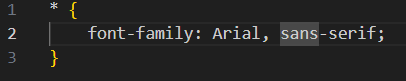 1 * {
2     font-family: Arial, sans-serif;
3 }